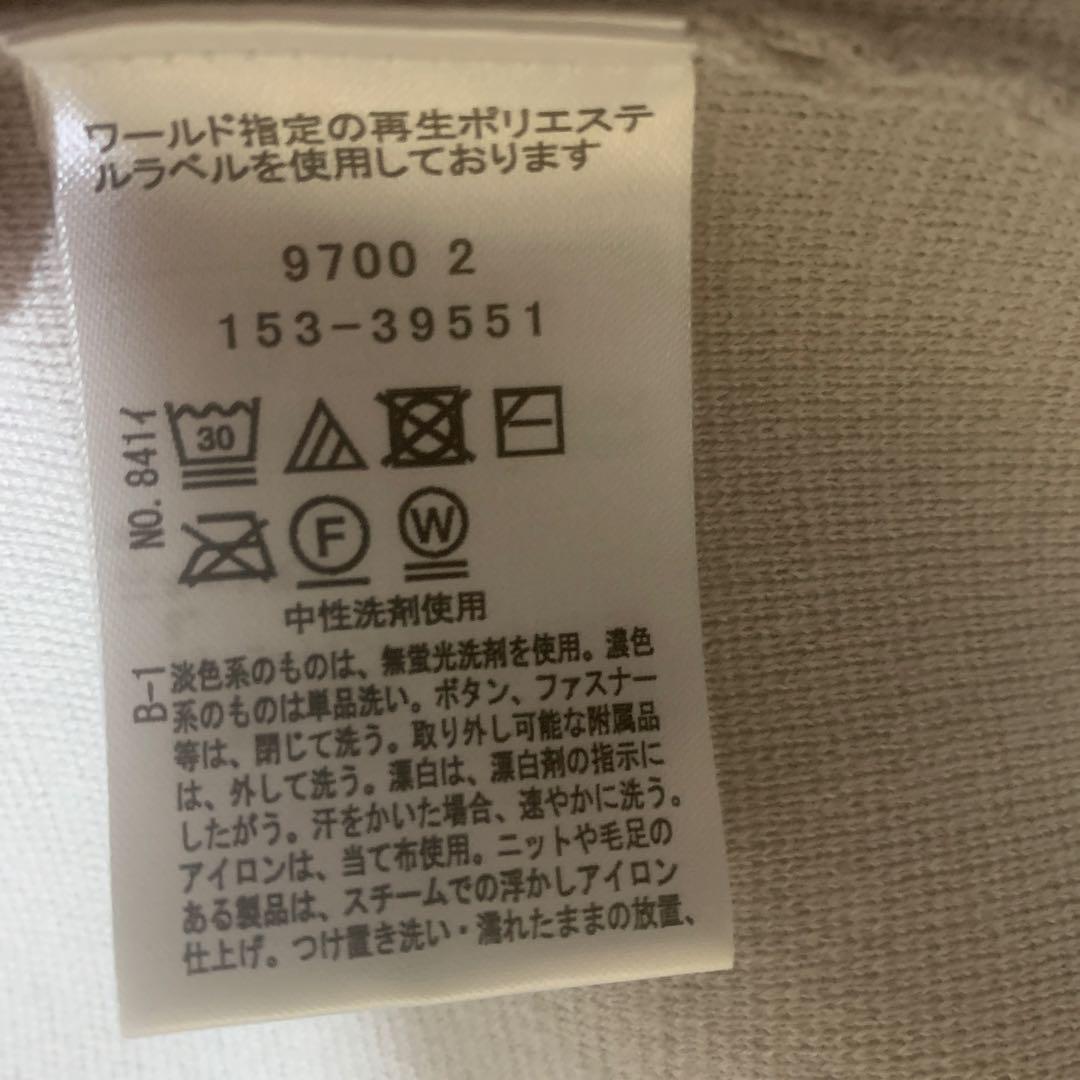 ワールド指定の再生ポリエステ
ルラベルを使用しております
9700 2
153-39551
NO.841イ
30
F
W
中性洗剤使用
B-1
淡色系のものは、無蛍光洗剤を使用。濃色
系のものは単品洗い。ボタン、ファスナー
等は、閉じて洗う。取り外し可能な附属品
は、外して洗う。漂白は、漂白剤の指示に
したがう。汗をかいた場合、速やかに洗う。
アイロンは、当て布使用。ニットや毛足の
ある製品は、スチームでの浮かしアイロン
仕上げ。つけ置き洗い・濡れたままの放置、